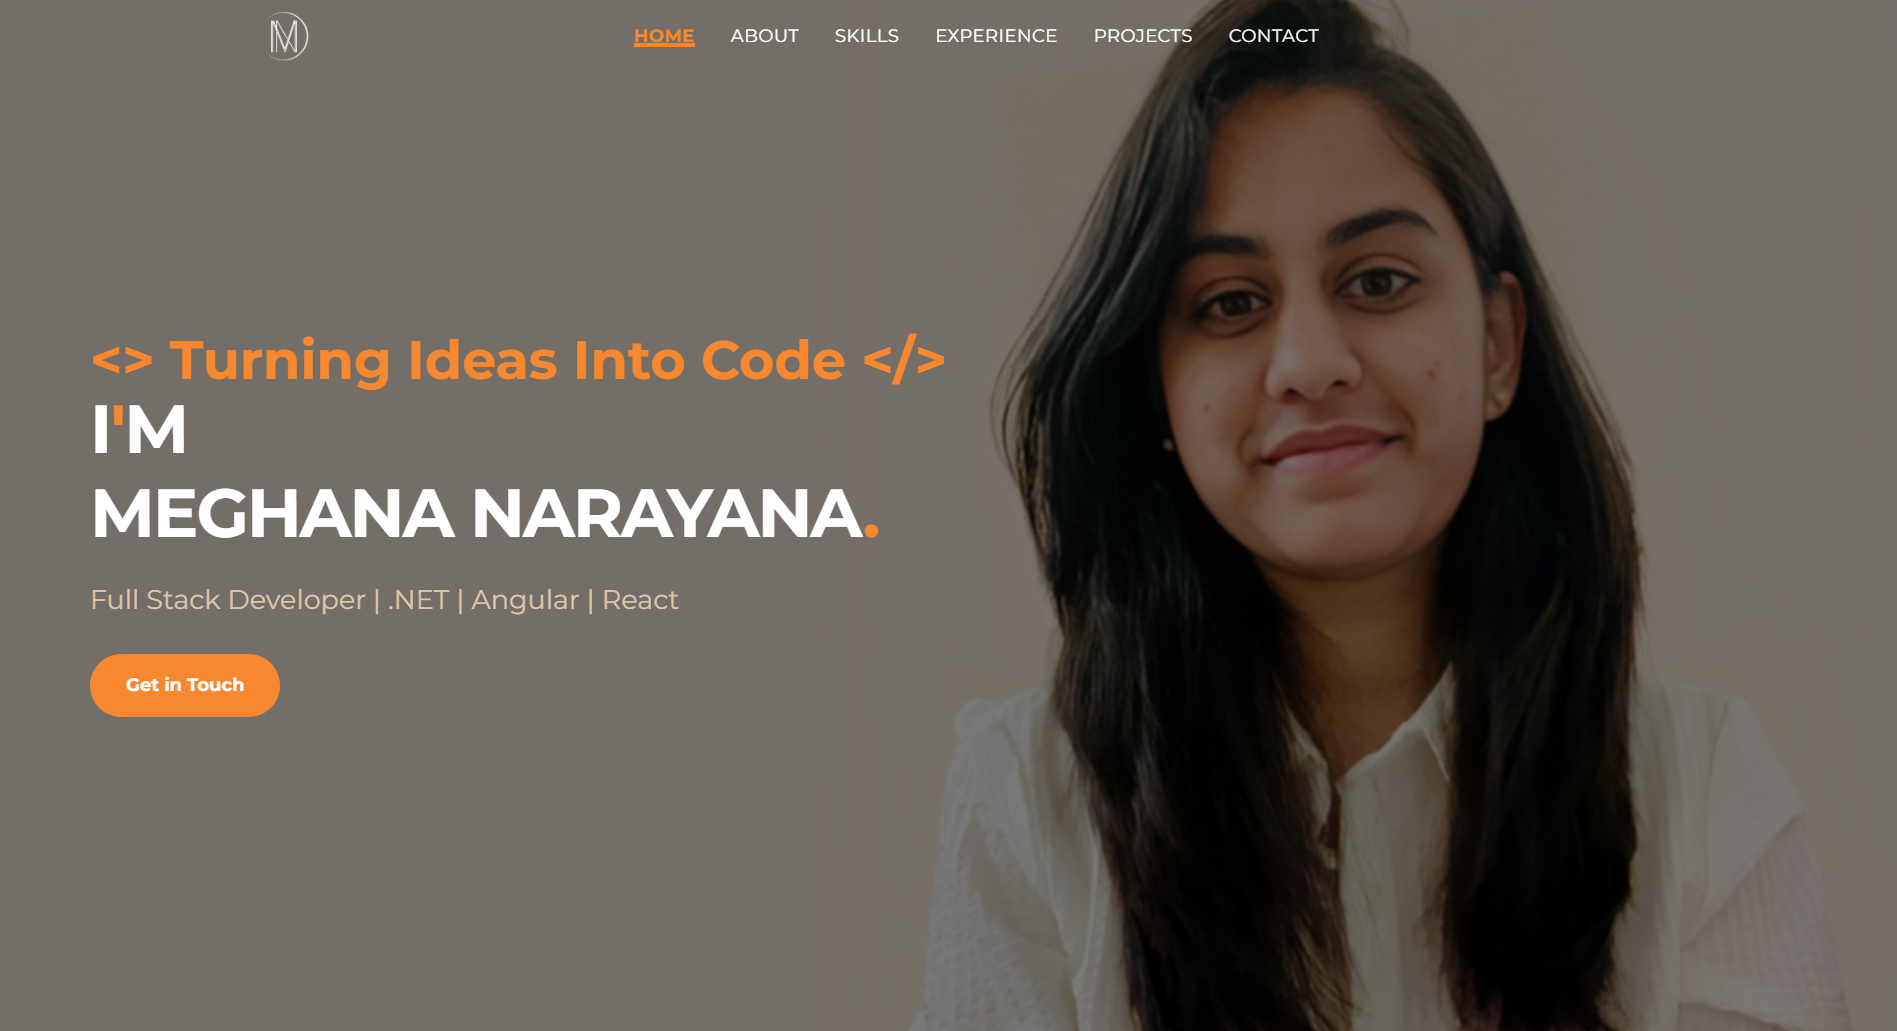 HOME ABOUT SKILLS EXPERIENCE PROJECTS CONTACT
<> Turning Ideas Into Code </>
I'M
MEGHANA NARAYANA.
Full Stack Developer | .NET | Angular | React
Get in Touch